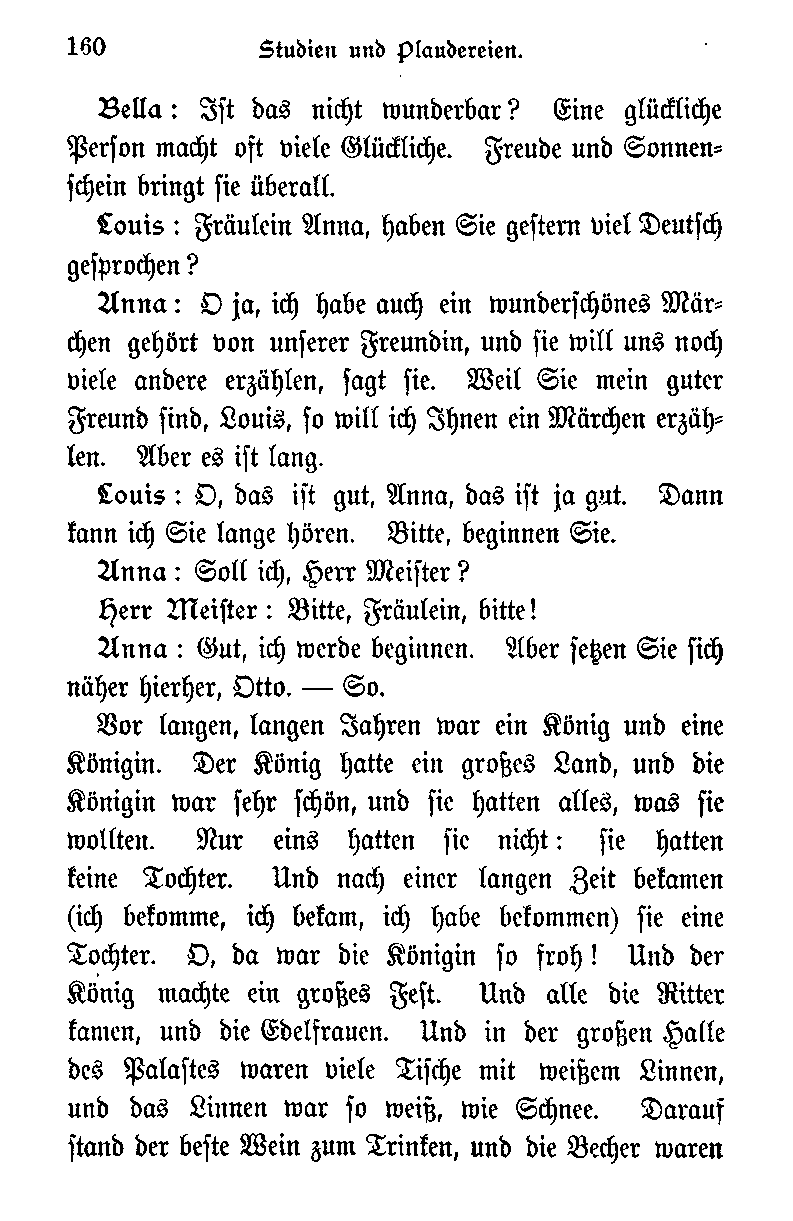 160 Studien und Plaudereien.
Bella: Ist das nicht wunderbar? Eine glückliche
Person macht oft viele Glückliche. Freude und Sonnen-
schein bringt sie überall.
Louis: Fräulein Anna, haben Sie gestern viel Deutsch
gesprochen?
Anna: O ja, ich habe auch ein wunderschönes Mär-
chen gehört von unserer Freundin, und sie will uns noch
viele andere erzählen, sagt sie. Weil Sie mein guter
Freund sind, Louis, so will ich Ihnen ein Märchen erzäh-
len. Aber es ist lang.
Louis: O, das ist gut, Anna, das ist ja gut. Dann
kann ich Sie lange hören. Bitte, beginnen Sie.
Anna: Soll ich, Herr Meister?
Herr Meister: Bitte, Fräulein, bitte!
Anna: Gut, ich werde beginnen. Aber setzen Sie sich
näher hierher, Otto. — So.
Vor langen, langen Jahren war ein König und eine
Königin. Der König hatte ein großes Land, und die
Königin war sehr schön, und sie hatten alles, was sie
wollten. Nur eins hatten sie nicht: sie hatten
keine Tochter. Und nach einer langen Zeit bekamen
(ich bekomme, ich bekam, ich habe bekommen) sie eine
Tochter. O, da war die Königin so froh! Und der
König machte ein großes Fest. Und alle die Ritter
kamen, und die Edelfrauen. Und in der großen Halle
des Palastes waren viele Tische mit weißem Linnen,
und das Linnen war so weiß, wie Schnee. Darauf
stand der beste Wein zum Trinken, und die Becher waren